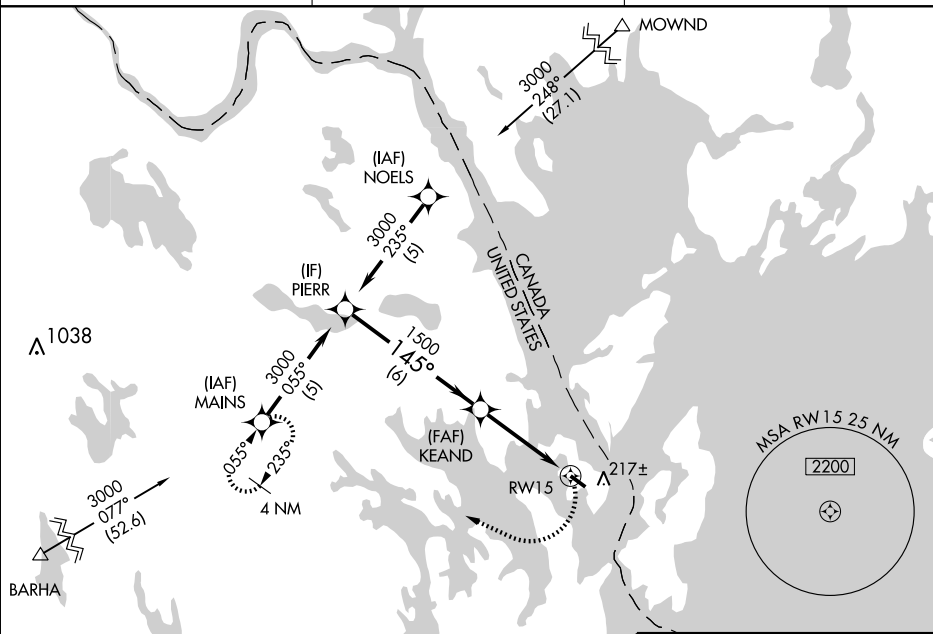 MOWND
3000
248°
(27.1)
(IAF)
NOELS
3000
235°
(5)
CANADA
UNITED STATES
(IF)
PIERR
1038
1500
145°
(6)
3000
055°
(5)
(IAF)
MAINS
(FAF)
KEAND
055°
235°
4 NM
RW15
217±
MSA RW15 25 NM
2200
3000
077°
(52.6)
BARHA